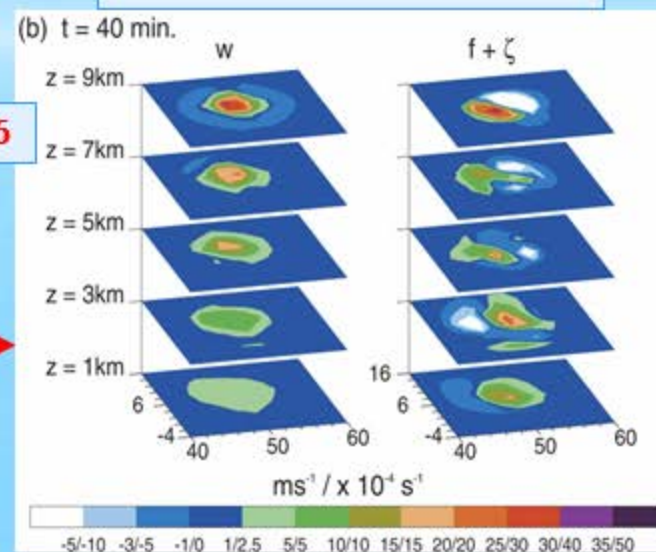 (b) t = 40 min.
w
f + ζ
z = 9km
5
z = 7km
z = 5km
z = 3km
z = 1km
16
6
6
-4
-4
40
50
60
40
50
60
ms⁻¹ / x 10⁻⁴ s⁻¹
-5/-10 -3/-5 -1/0 1/2.5 5/5 10/10 15/15 20/20 25/30 30/40 35/50